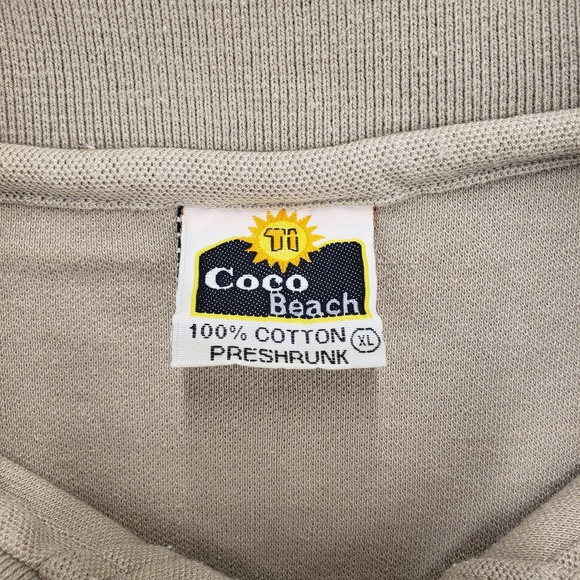 Coco
Beach
100% COTTON XL
PRESHRUNK